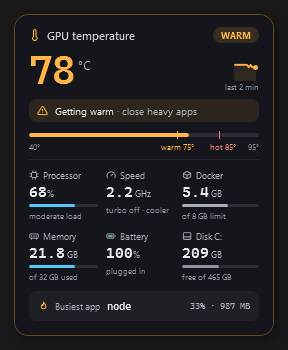 GPU temperature WARM
78 °C
last 2 min
Getting warm · close heavy apps
40° warm 75° hot 85° 95°
Processor Speed Docker
68% 2.2 GHz 5.4 GB
moderate load turbo off · cooler of 8 GB limit
Memory Battery Disk C:
21.8 GB 100% 209 GB
of 32 GB used plugged in free of 465 GB
Busiest app node 33% · 987 MB